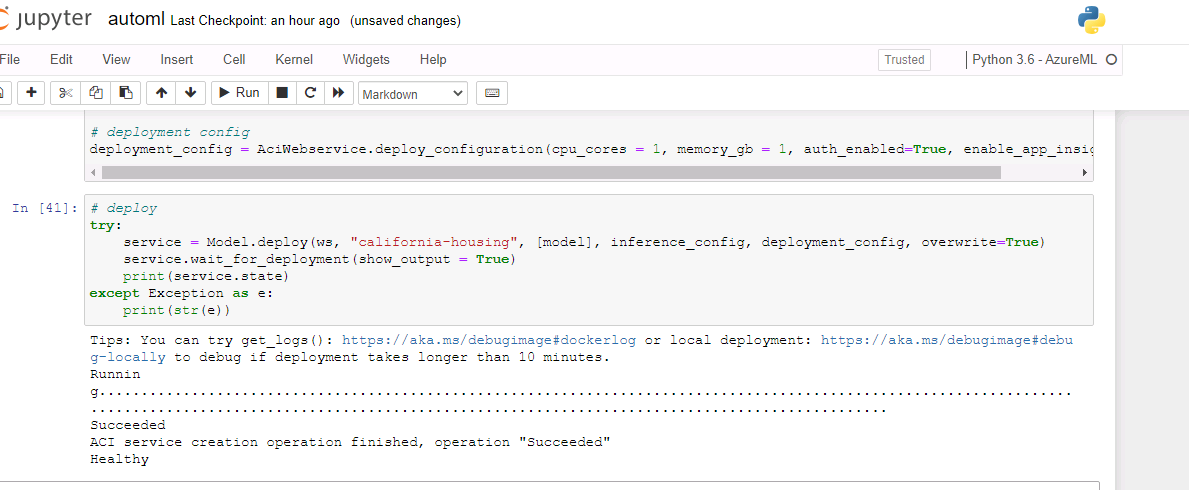 jupyter automl Last Checkpoint: an hour ago (unsaved changes)
File Edit View Insert Cell Kernel Widgets Help Trusted Python 3.6 - AzureML
Run Markdown
# deployment config
deployment_config = AciWebservice.deploy_configuration(cpu_cores = 1, memory_gb = 1, auth_enabled=True, enable_app_insig
In [41]: # deploy
try:
    service = Model.deploy(ws, "california-housing", [model], inference_config, deployment_config, overwrite=True)
    service.wait_for_deployment(show_output = True)
    print(service.state)
except Exception as e:
    print(str(e))
Tips: You can try get_logs(): https://aka.ms/debugimage#dockerlog or local deployment: https://aka.ms/debugimage#debu
g-locally to debug if deployment takes longer than 10 minutes.
Runnin
g....................................................................................................................
...............................................................................................
Succeeded
ACI service creation operation finished, operation "Succeeded"
Healthy